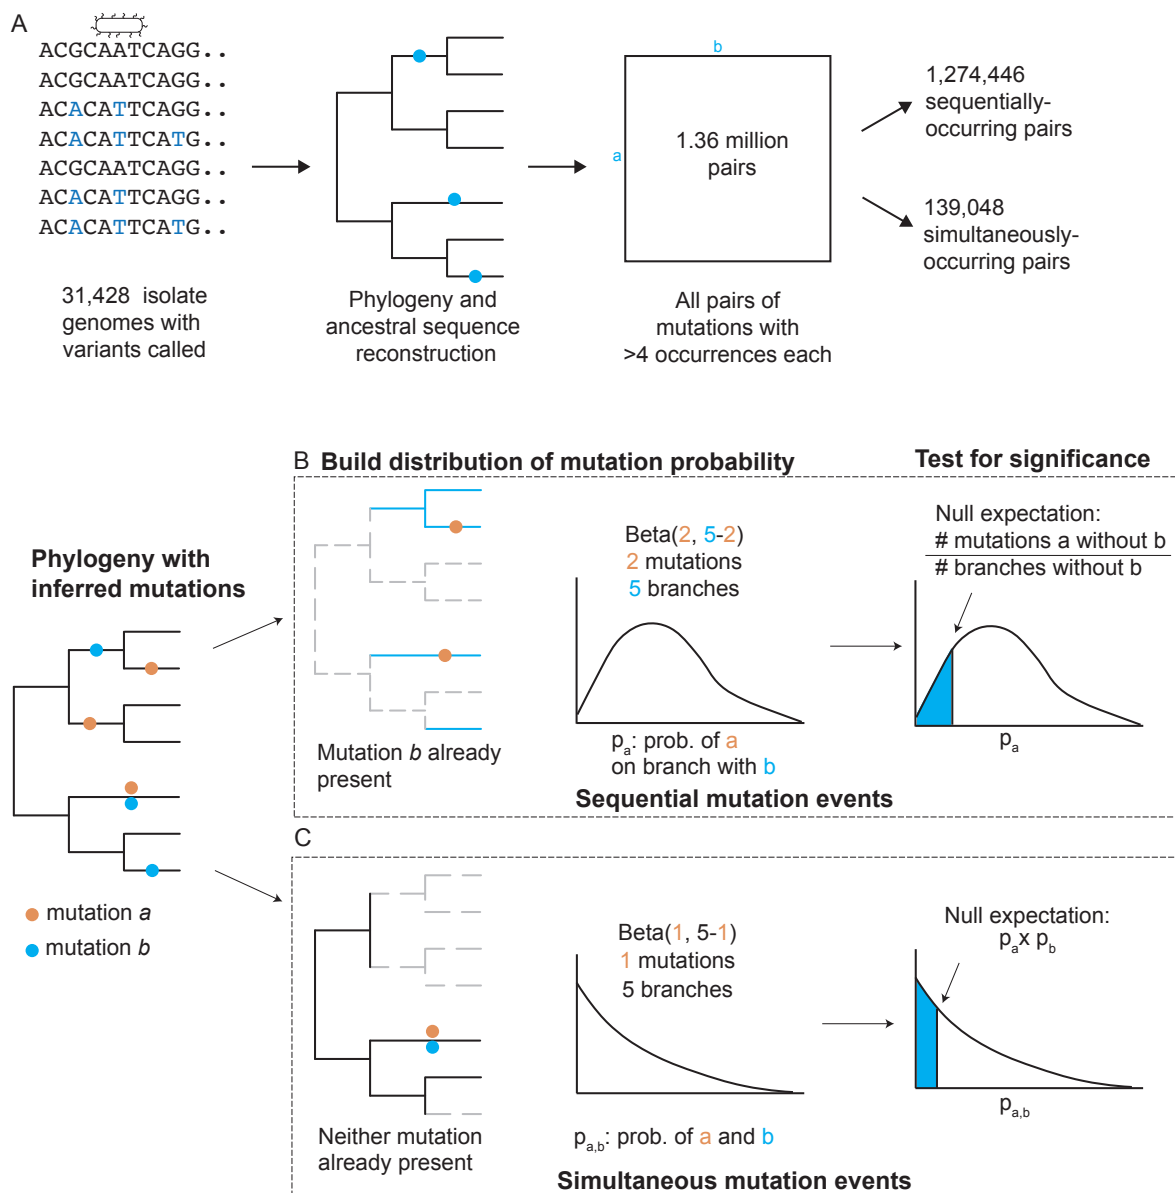 A
ACGCAATCAGG..
ACGCAATCAGG..
ACACATTCAGG..
ACACATTCATG..
ACGCAATCAGG..
ACACATTCAGG..
ACACATTCATG..
31,428 isolate
genomes with
variants called
Phylogeny and
ancestral sequence
reconstruction
b
a
1.36 million
pairs
All pairs of
mutations with
>4 occurrences each
1,274,446
sequentially-
occurring pairs
139,048
simultaneously-
occurring pairs
Phylogeny with
inferred mutations
mutation a
mutation b
B
Build distribution of mutation probability
Test for significance
Mutation b already
present
Beta(2, 5-2)
2 mutations
5 branches
pa: prob. of a
on branch with b
Null expectation:
# mutations a without b
# branches without b
pa
Sequential mutation events
C
Neither mutation
already present
Beta(1, 5-1)
1 mutations
5 branches
pa,b: prob. of a and b
Null expectation:
pa x pb
pa,b
Simultaneous mutation events